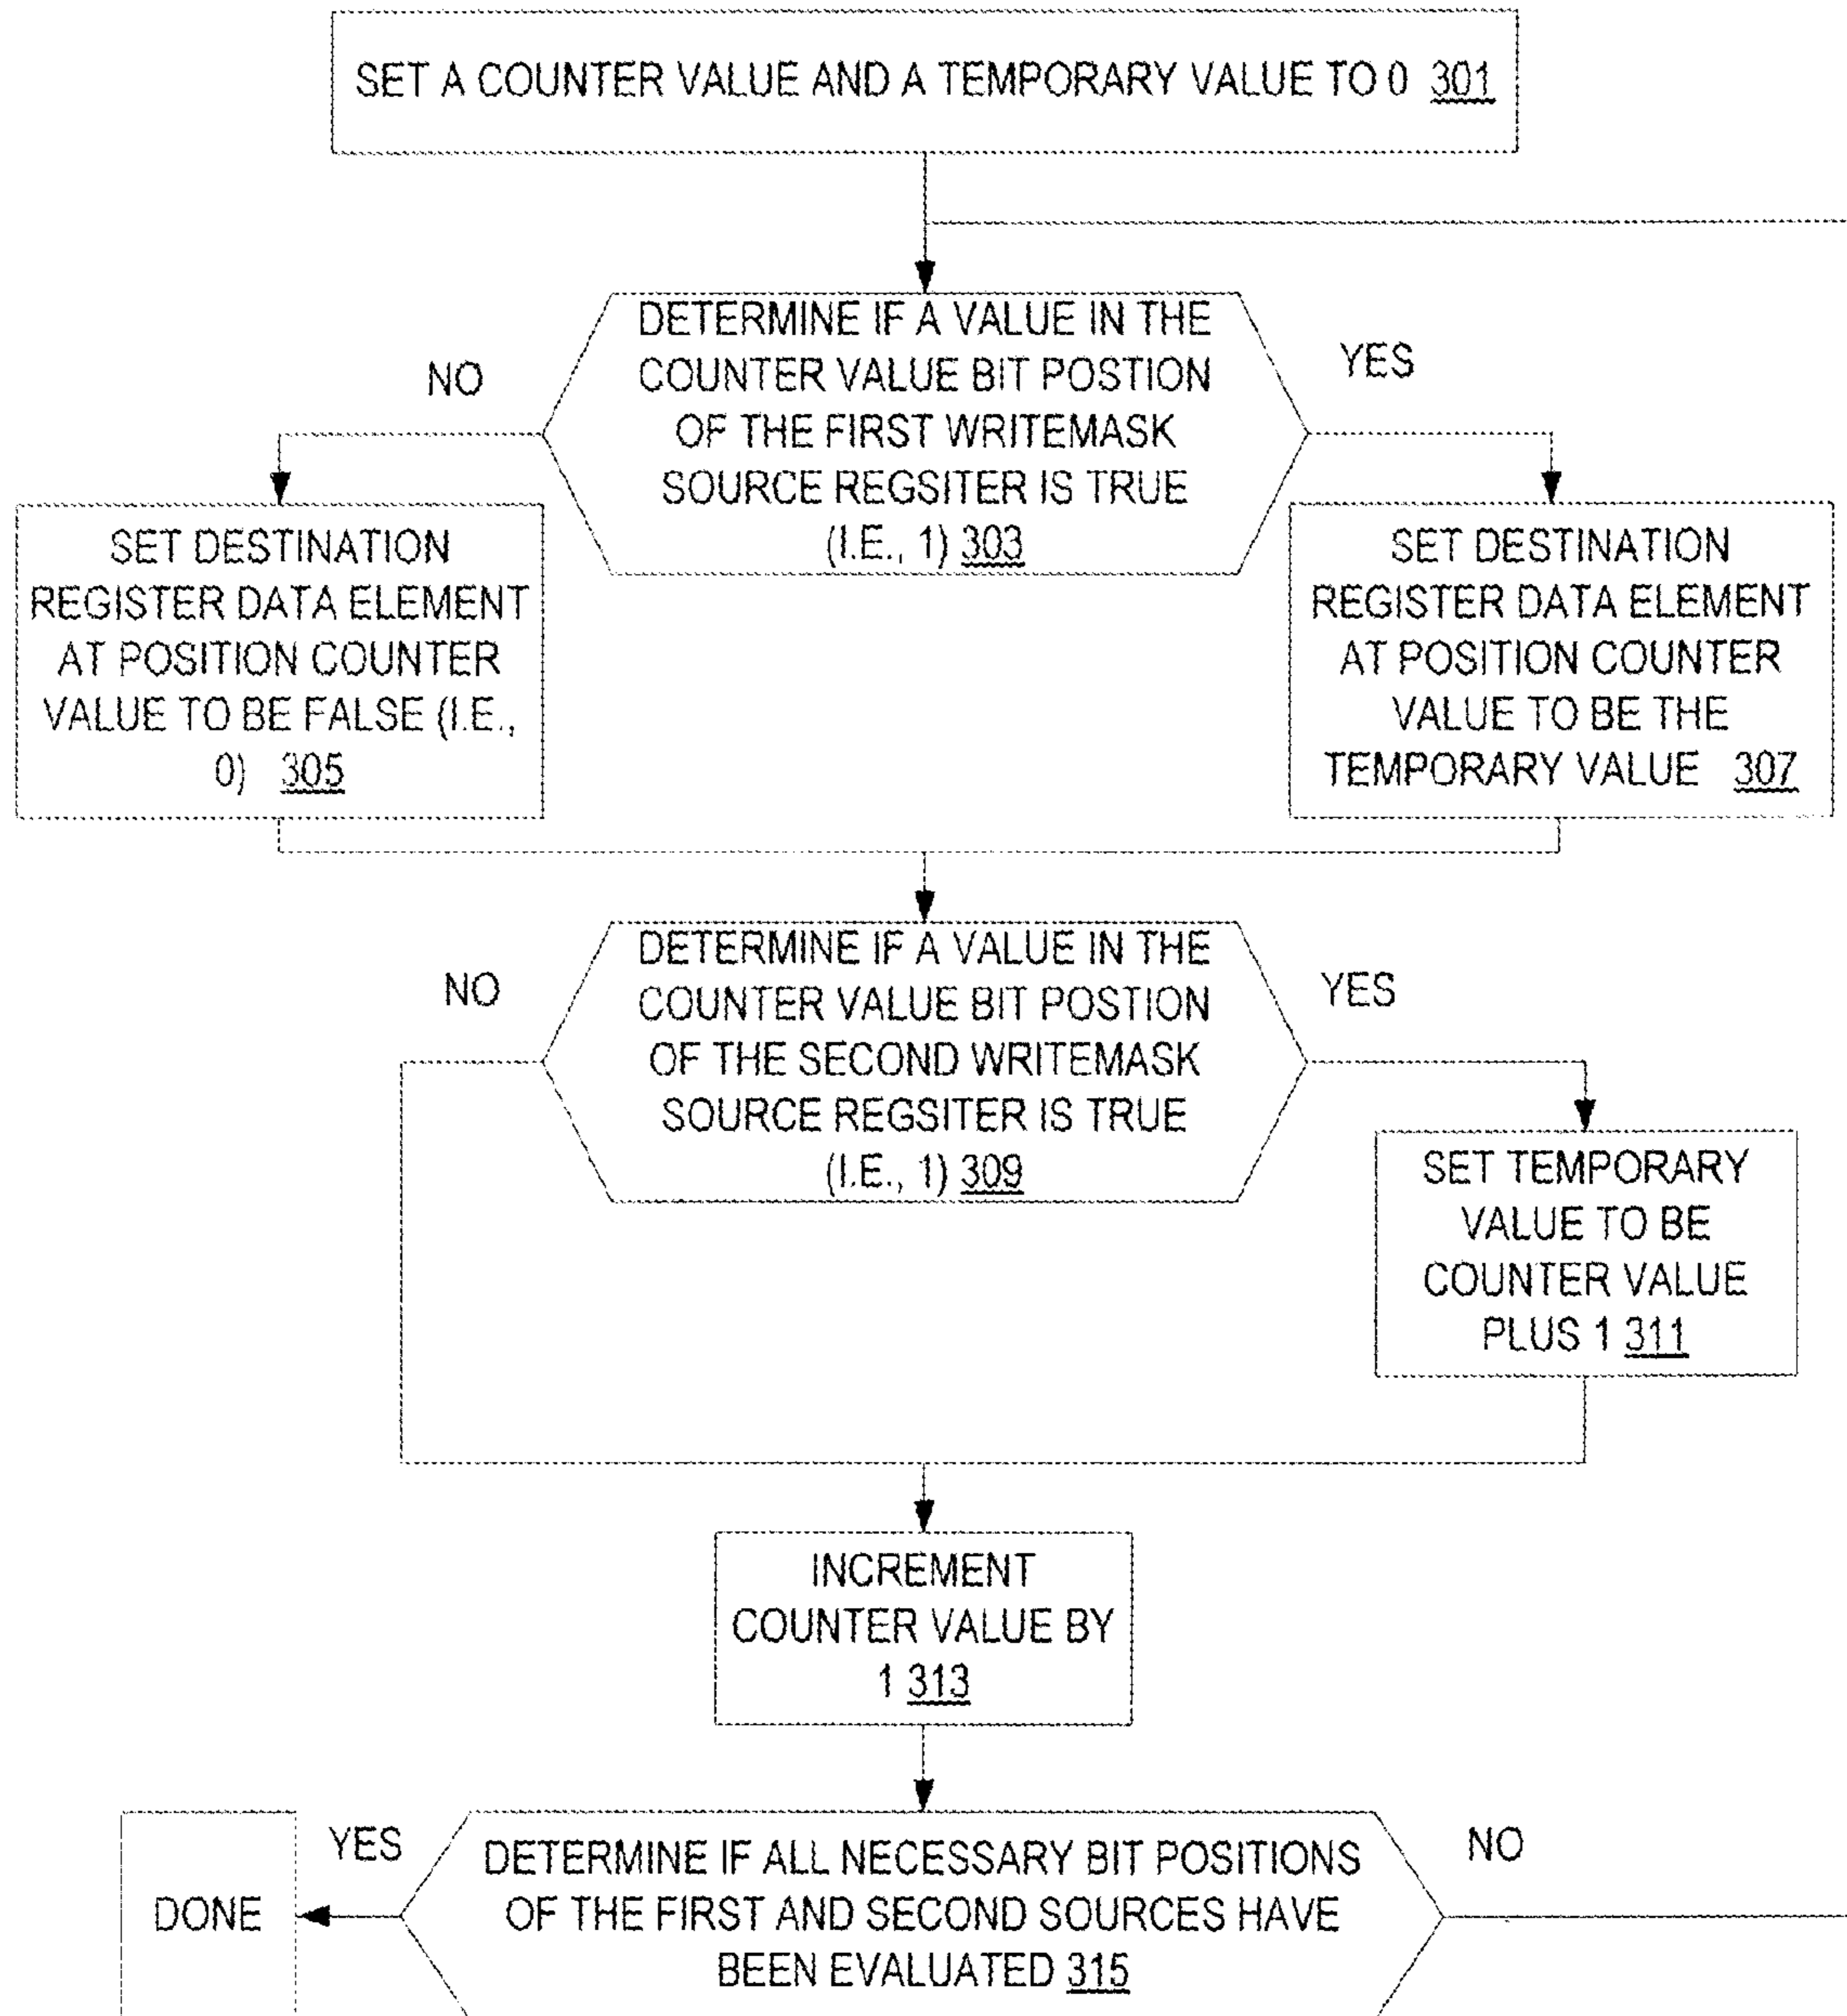 SET A COUNTER VALUE AND A TEMPORARY VALUE TO 0 301
DETERMINE IF A VALUE IN THE
COUNTER VALUE BIT POSTION
OF THE FIRST WRITEMASK
SOURCE REGSITER IS TRUE
(I.E., 1) 303
NO
YES
SET DESTINATION
REGISTER DATA ELEMENT
AT POSITION COUNTER
VALUE TO BE FALSE (I.E.,
0) 305
SET DESTINATION
REGISTER DATA ELEMENT
AT POSITION COUNTER
VALUE TO BE THE
TEMPORARY VALUE 307
DETERMINE IF A VALUE IN THE
COUNTER VALUE BIT POSTION
OF THE SECOND WRITEMASK
SOURCE REGSITER IS TRUE
(I.E., 1) 309
NO
YES
SET TEMPORARY
VALUE TO BE
COUNTER VALUE
PLUS 1 311
INCREMENT
COUNTER VALUE BY
1 313
DETERMINE IF ALL NECESSARY BIT POSITIONS
OF THE FIRST AND SECOND SOURCES HAVE
BEEN EVALUATED 315
YES
NO
DONE